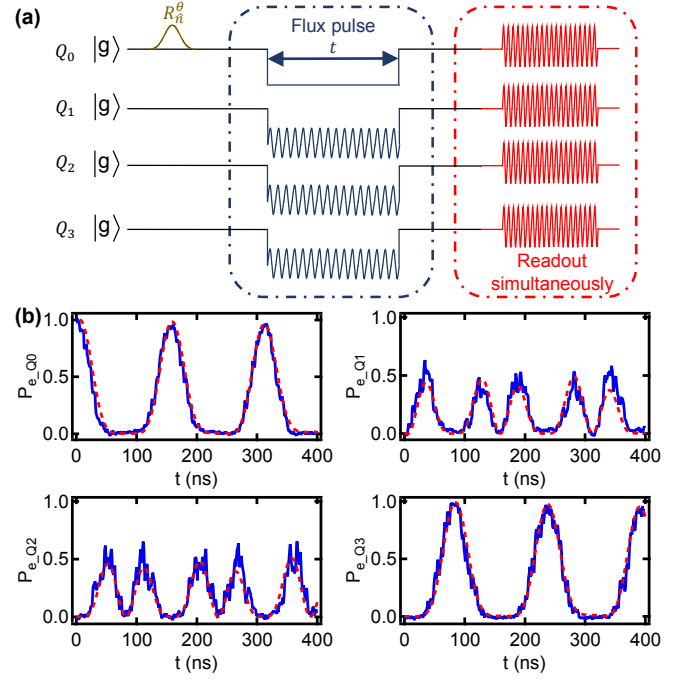 (a)
R_n̂^θ
Flux pulse
t
Q₀ |g⟩
Q₁ |g⟩
Q₂ |g⟩
Q₃ |g⟩
Readout
simultaneously
(b)
P_e_Q0
1.0
0.5
0.0
0 100 200 300 400
t (ns)
P_e_Q1
1.0
0.5
0.0
0 100 200 300 400
t (ns)
P_e_Q2
1.0
0.5
0.0
0 100 200 300 400
t (ns)
P_e_Q3
1.0
0.5
0.0
0 100 200 300 400
t (ns)